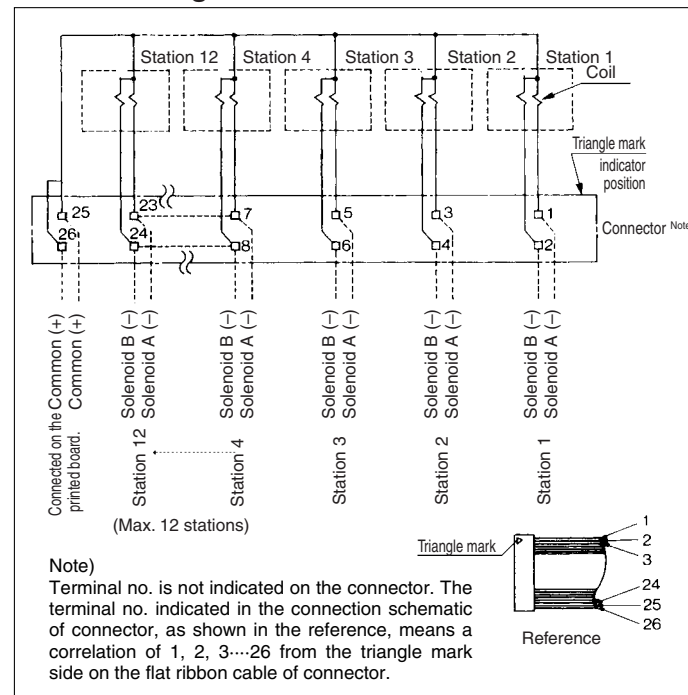 Station 12 Station 4 Station 3 Station 2 Station 1
Coil
Triangle mark
indicator
position
Connector Note
25 23 7 5 3 1
26 24 8 6 4 2
Connected on the
printed board.
Common (+)
Common (+)
Solenoid B (–)
Solenoid A (–)
Solenoid B (–)
Solenoid A (–)
Solenoid B (–)
Solenoid A (–)
Solenoid B (–)
Solenoid A (–)
Solenoid B (–)
Solenoid A (–)
Station 12
Station 4
Station 3
Station 2
Station 1
(Max. 12 stations)
Triangle mark
1
2
3
24
25
26
Reference
Note)
Terminal no. is not indicated on the connector. The
terminal no. indicated in the connection schematic
of connector, as shown in the reference, means a
correlation of 1, 2, 3····26 from the triangle mark
side on the flat ribbon cable of connector.